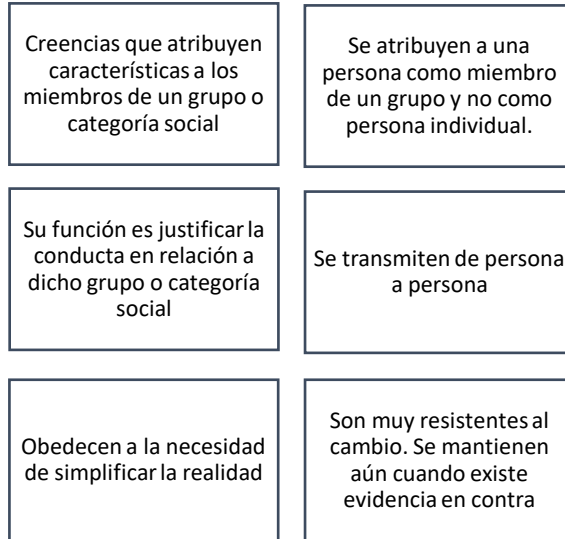 Creencias que atribuyen
características a los
miembros de un grupo o
categoría social
Se atribuyen a una
persona como miembro
de un grupo y no como
persona individual.
Su función es justificar la
conducta en relación a
dicho grupo o categoría
social
Se transmiten de persona
a persona
Obedecen a la necesidad
de simplificar la realidad
Son muy resistentes al
cambio. Se mantienen
aún cuando existe
evidencia en contra